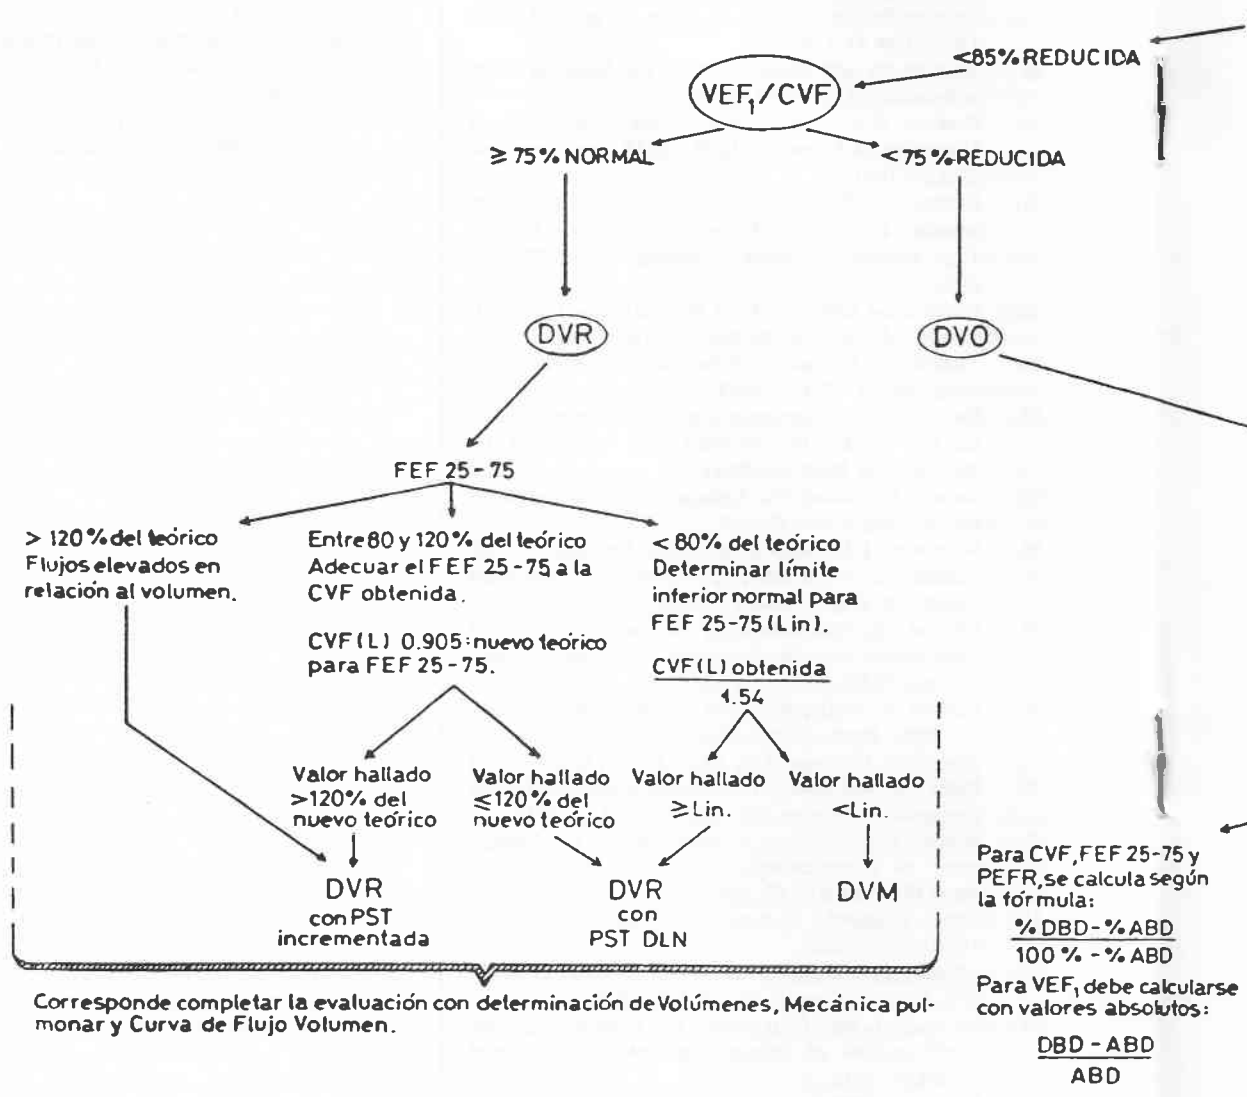 <85% REDUCIDA
VEF₁/CVF
≥ 75% NORMAL
<75% REDUCIDA
DVR
DVO
FEF 25-75
> 120% del teórico
Flujos elevados en
relación al volumen.
Entre 80 y 120% del teórico
Adecuar el FEF 25-75 a la
CVF obtenida.
CVF(L) 0.905: nuevo teórico
para FEF 25-75.
< 80% del teórico
Determinar límite
inferior normal para
FEF 25-75 (Lin).
CVF(L) obtenida
1.54
Valor hallado
>120% del
nuevo teórico
Valor hallado
≤120% del
nuevo teórico
Valor hallado
≥Lin.
Valor hallado
<Lin.
DVR
con PST
incrementada
DVR
con
PST DLN
DVM
Corresponde completar la evaluación con determinación de Volúmenes, Mecánica pul-
monar y Curva de Flujo Volumen.
Para CVF, FEF 25-75 y
PEFR, se calcula según
la fórmula:
% DBD - % ABD
100 % - % ABD
Para VEF₁ debe calcularse
con valores absolutos:
DBD - ABD
ABD